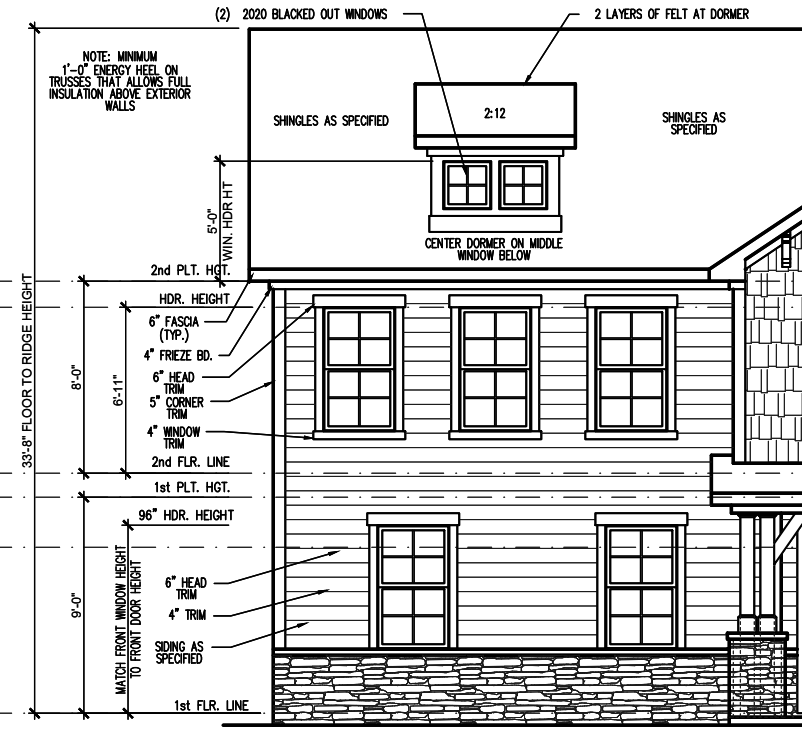 (2) 2020 BLACKED OUT WINDOWS
2 LAYERS OF FELT AT DORMER
NOTE: MINIMUM
1'-0" ENERGY HEEL ON
TRUSSES THAT ALLOWS FULL
INSULATION ABOVE EXTERIOR
WALLS
SHINGLES AS SPECIFIED
2:12
SHINGLES AS
SPECIFIED
5'-0"
WIN. HDR HT
CENTER DORMER ON MIDDLE
WINDOW BELOW
2nd PLT. HGT.
HDR. HEIGHT
6" FASCIA
(TYP.)
4" FRIEZE BD.
6" HEAD
TRIM
5" CORNER
TRIM
4" WINDOW
TRIM
33'-8" FLOOR TO RIDGE HEIGHT
8'-0"
6'-11"
2nd FLR. LINE
1st PLT. HGT.
96" HDR. HEIGHT
9'-0"
MATCH FRONT WINDOW HEIGHT
TO FRONT DOOR HEIGHT
6" HEAD
TRIM
4" TRIM
SIDING AS
SPECIFIED
1st FLR. LINE